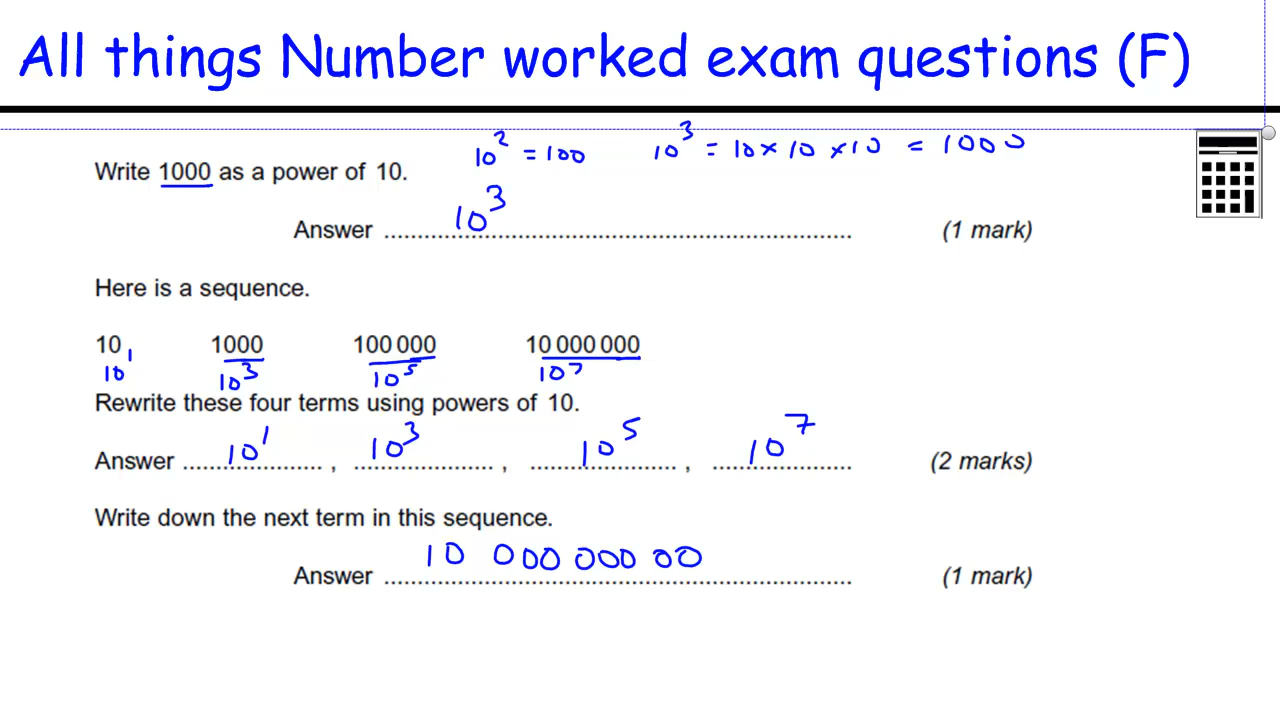 All things Number worked exam questions (F)
10² = 100 10³ = 10 × 10 × 10 = 1000
Write 1000 as a power of 10.
10³
Answer ...................................................................... (1 mark)
Here is a sequence.
10 1000 100 000 10 000 000
10¹ 10³ 10⁵ 10⁷
Rewrite these four terms using powers of 10.
10¹ 10³ 10⁵ 10⁷
Answer ....................., ....................., ......................, ..................... (2 marks)
Write down the next term in this sequence.
10 000 000 00
Answer ...................................................................... (1 mark)